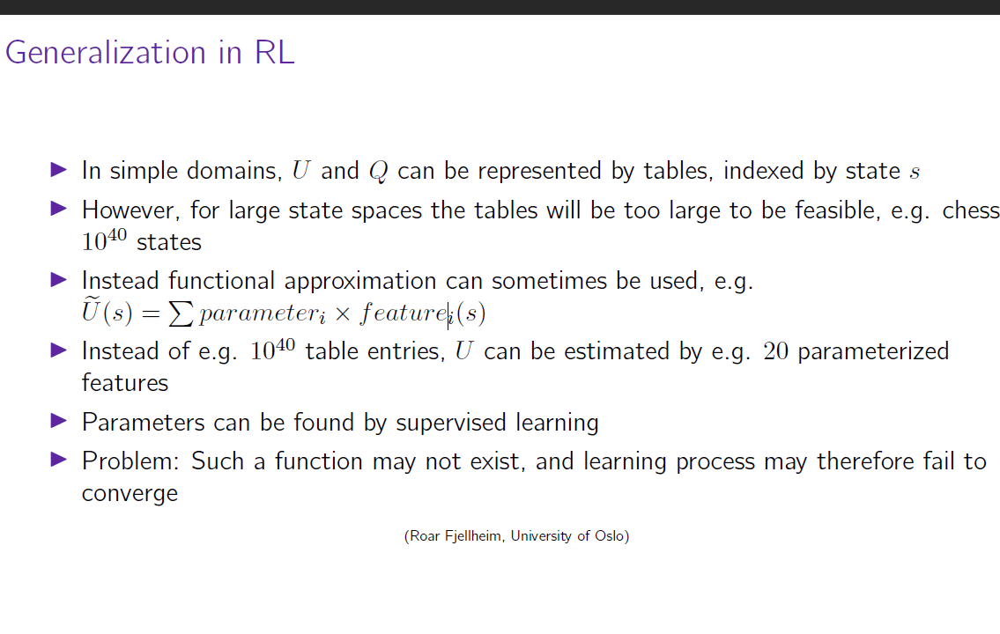 Generalization in RL
▶ In simple domains, U and Q can be represented by tables, indexed by state s
▶ However, for large state spaces the tables will be too large to be feasible, e.g. chess
10^40 states
▶ Instead functional approximation can sometimes be used, e.g.
Ũ(s) = ∑ parameter_i × feature_i(s)
▶ Instead of e.g. 10^40 table entries, U can be estimated by e.g. 20 parameterized
features
▶ Parameters can be found by supervised learning
▶ Problem: Such a function may not exist, and learning process may therefore fail to
converge
(Roar Fjellheim, University of Oslo)